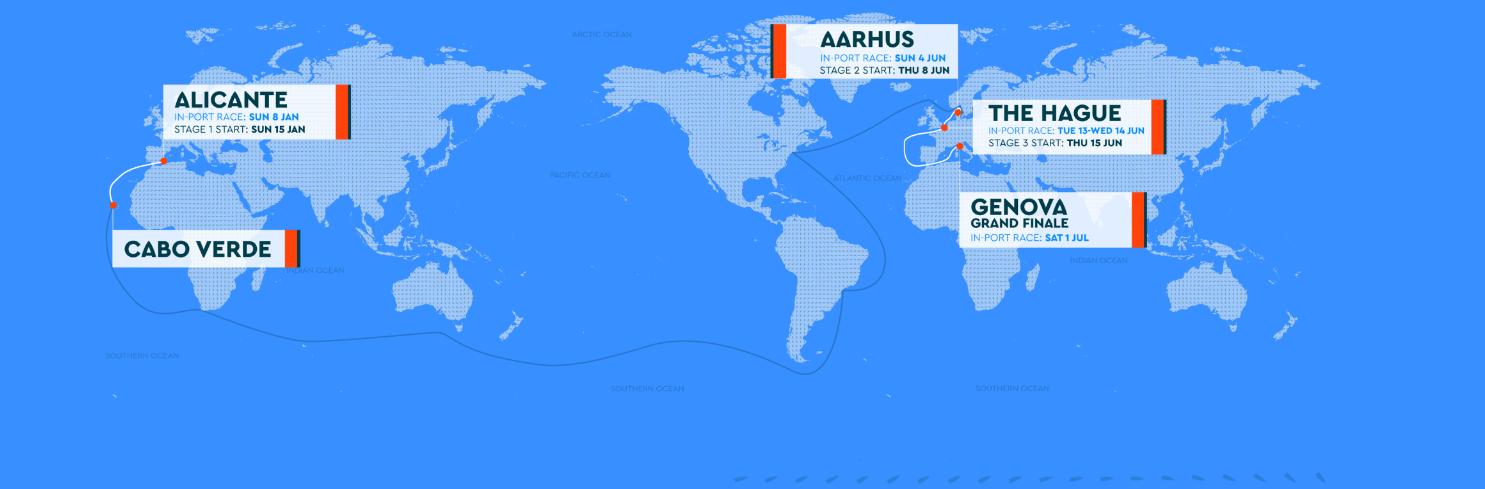 ARCTIC OCEAN
AARHUS
IN-PORT RACE: SUN 4 JUN
STAGE 2 START: THU 8 JUN
ALICANTE
IN-PORT RACE: SUN 8 JAN
STAGE 1 START: SUN 15 JAN
THE HAGUE
IN-PORT RACE: TUE 13-WED 14 JUN
STAGE 3 START: THU 15 JUN
PACIFIC OCEAN
ATLANTIC OCEAN
GENOVA
GRAND FINALE
IN-PORT RACE: SAT 1 JUL
CABO VERDE
INDIAN OCEAN
INDIAN OCEAN
SOUTHERN OCEAN
SOUTHERN OCEAN
SOUTHERN OCEAN